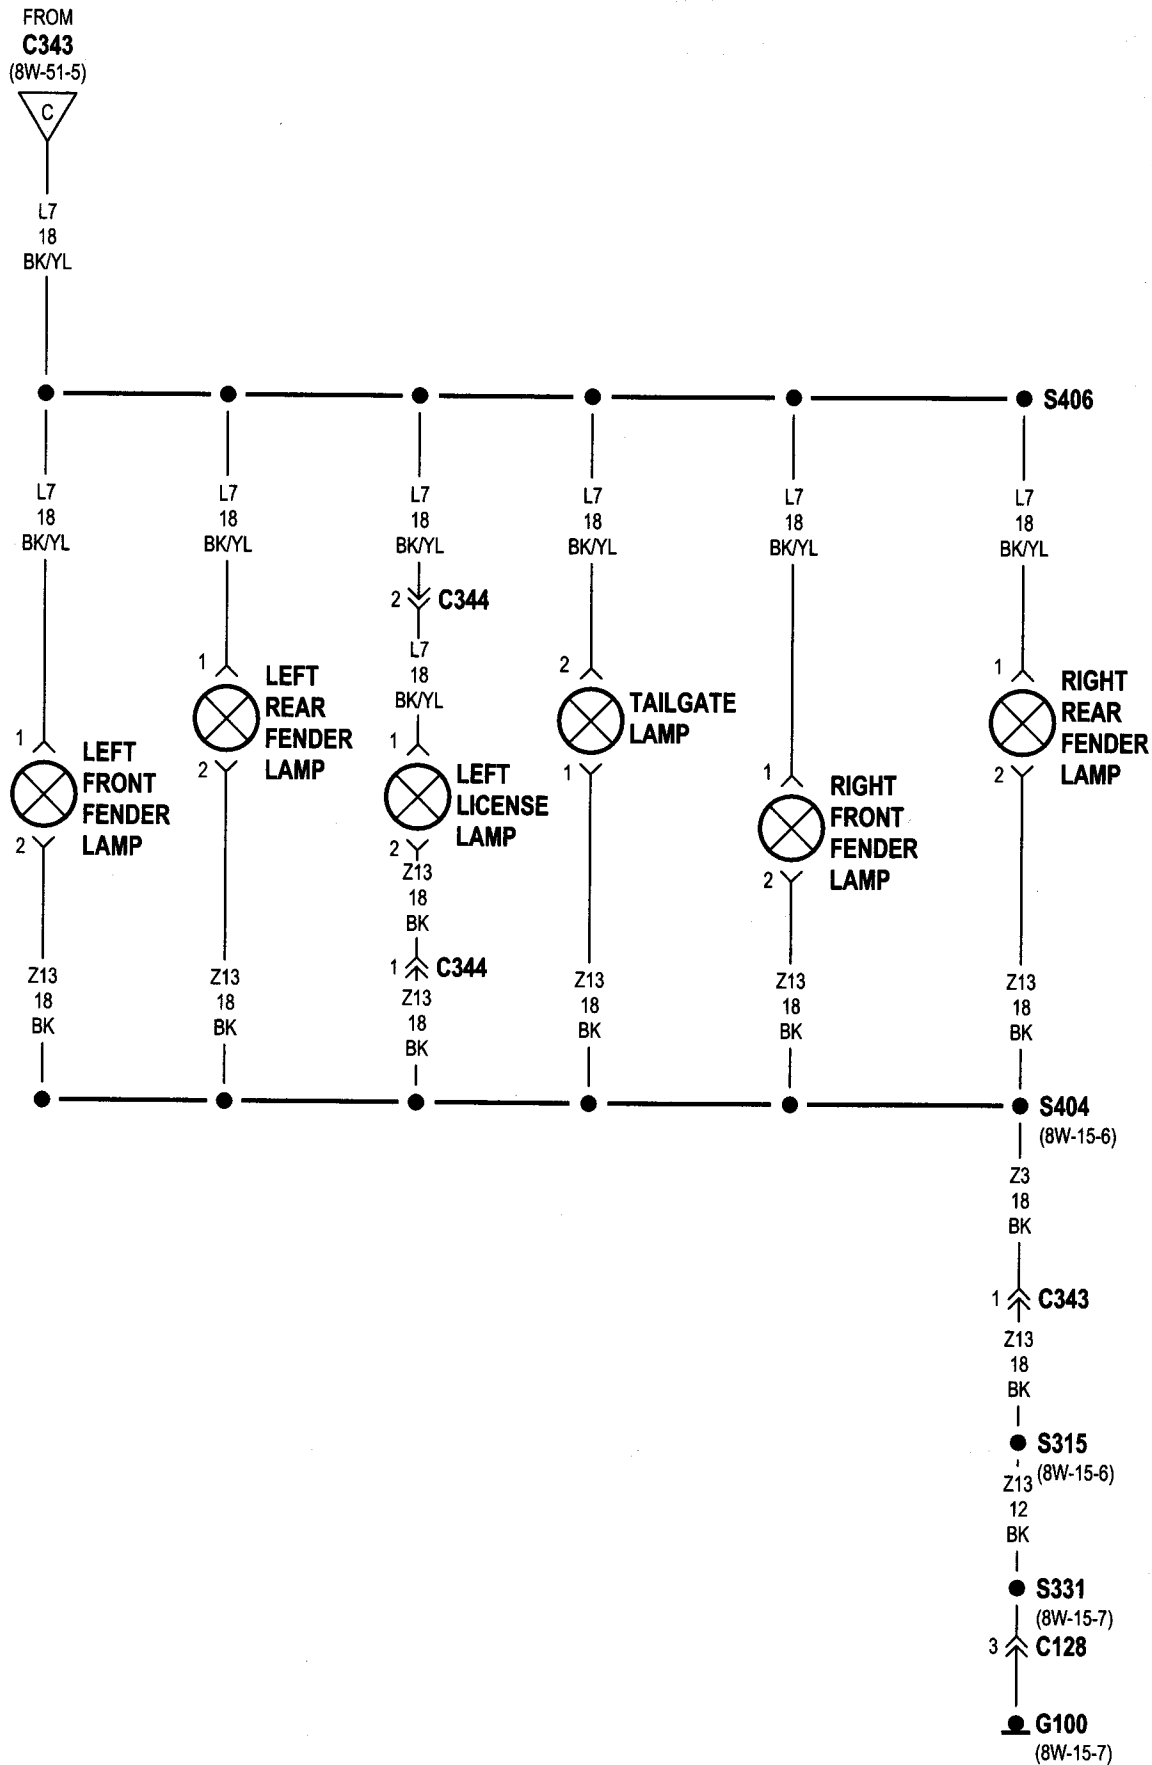 FROM
C343
(8W-51-5)
C
L7
18
BK/YL
S406
L7
18
BK/YL
L7
18
BK/YL
L7
18
BK/YL
L7
18
BK/YL
L7
18
BK/YL
L7
18
BK/YL
2
C344
L7
18
BK/YL
1
LEFT
FRONT
FENDER
LAMP
2
1
LEFT
REAR
FENDER
LAMP
2
1
LEFT
LICENSE
LAMP
2
2
TAILGATE
LAMP
1
1
RIGHT
FRONT
FENDER
LAMP
2
1
RIGHT
REAR
FENDER
LAMP
2
Z13
18
BK
1
C344
Z13
18
BK
Z13
18
BK
Z13
18
BK
Z13
18
BK
Z13
18
BK
Z13
18
BK
S404
(8W-15-6)
Z3
18
BK
1
C343
Z13
18
BK
S315
(8W-15-6)
Z13
12
BK
S331
(8W-15-7)
3
C128
G100
(8W-15-7)